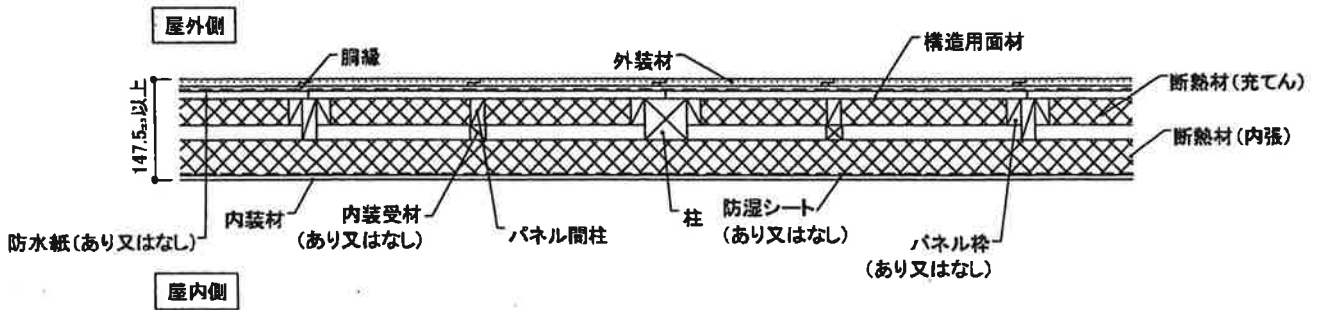 屋外側
胴縁
外装材
構造用面材
断熱材(充てん)
断熱材(内張)
147.5 以上
内装材
内装受材
(あり又はなし)
パネル間柱
柱
防湿シート
(あり又はなし)
パネル枠
(あり又はなし)
防水紙(あり又はなし)
屋内側